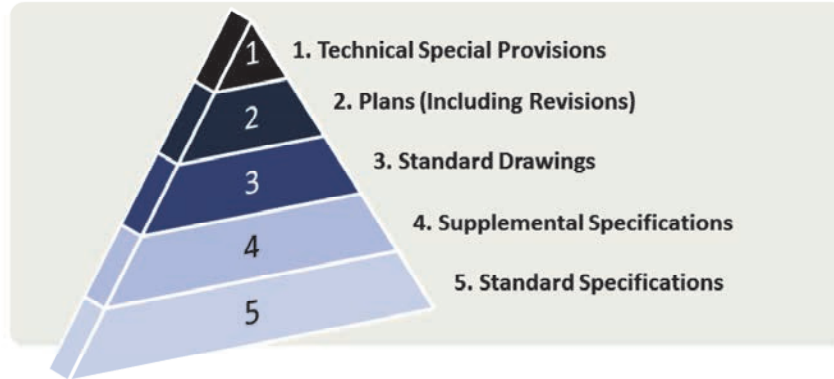 1 1. Technical Special Provisions
2 2. Plans (Including Revisions)
3 3. Standard Drawings
4 4. Supplemental Specifications
5 5. Standard Specifications